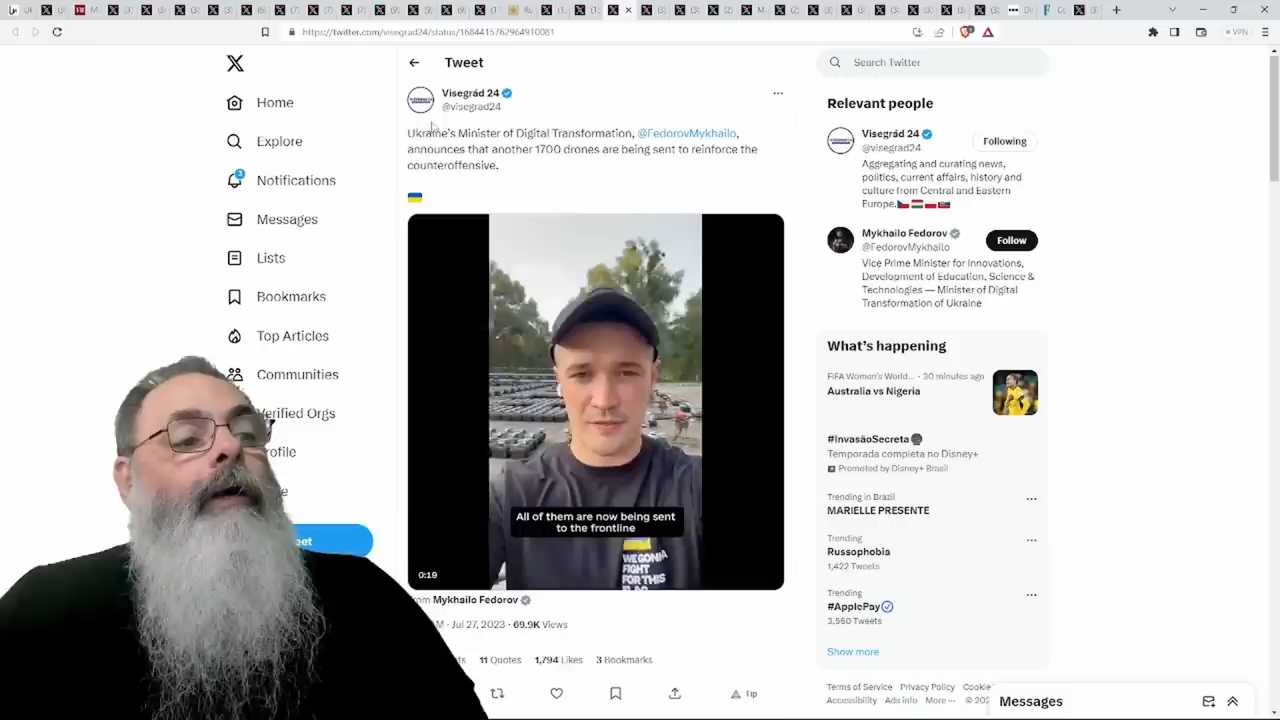 https://twitter.com/visegrad24/status/1684415762964910081
VPN
Home
Explore
3
Notifications
Messages
Lists
Bookmarks
Top Articles
Communities
Verified Orgs
Tweet
Visegrád 24
@visegrad24
Ukraine's Minister of Digital Transformation, @FedorovMykhailo,
announces that another 1700 drones are being sent to reinforce the
counteroffensive.
All of them are now being sent
to the frontline
WE GONNA
FIGHT
FOR THIS
0:19
Mykhailo Fedorov
Jul 27, 2023 · 69.9K Views
11 Quotes 1,794 Likes 3 Bookmarks
Tip
Search Twitter
Relevant people
Visegrád 24
@visegrad24
Following
Aggregating and curating news,
politics, current affairs, history and
culture from Central and Eastern
Europe.
Mykhailo Fedorov
@FedorovMykhailo
Follow
Vice Prime Minister for Innovations,
Development of Education, Science &
Technologies — Minister of Digital
Transformation of Ukraine
What's happening
FIFA Women's World... · 30 minutes ago
Australia vs Nigeria
#InvasãoSecreta
Temporada completa no Disney+
Promoted by Disney+ Brasil
Trending in Brazil
MARIELLE PRESENTE
Trending
Russophobia
1,422 Tweets
Trending
#ApplePay
3,560 Tweets
Show more
Terms of Service Privacy Policy Cookie
Accessibility Ads info More ··· ©
Messages